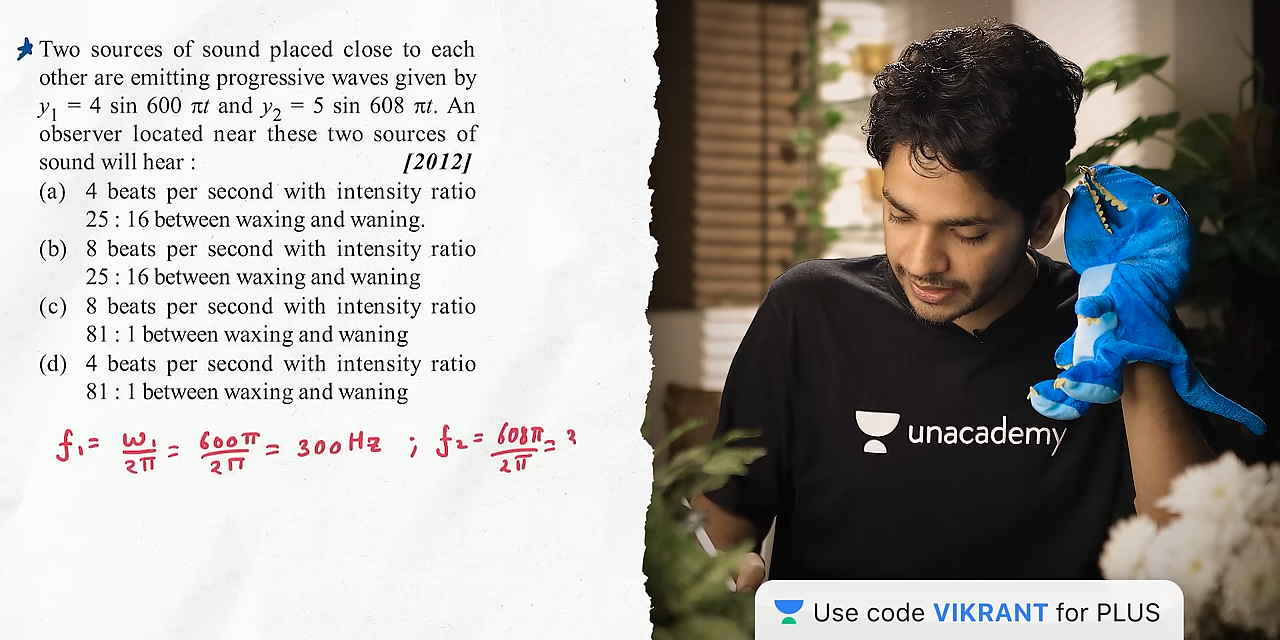 Two sources of sound placed close to each
other are emitting progressive waves given by
y₁ = 4 sin 600 πt and y₂ = 5 sin 608 πt. An
observer located near these two sources of
sound will hear : [2012]
(a) 4 beats per second with intensity ratio
25 : 16 between waxing and waning.
(b) 8 beats per second with intensity ratio
25 : 16 between waxing and waning
(c) 8 beats per second with intensity ratio
81 : 1 between waxing and waning
(d) 4 beats per second with intensity ratio
81 : 1 between waxing and waning
f₁ = ω₁/2π = 600π/2π = 300 Hz ; f₂ = 608π/2π = 3
unacademy
Use code VIKRANT for PLUS